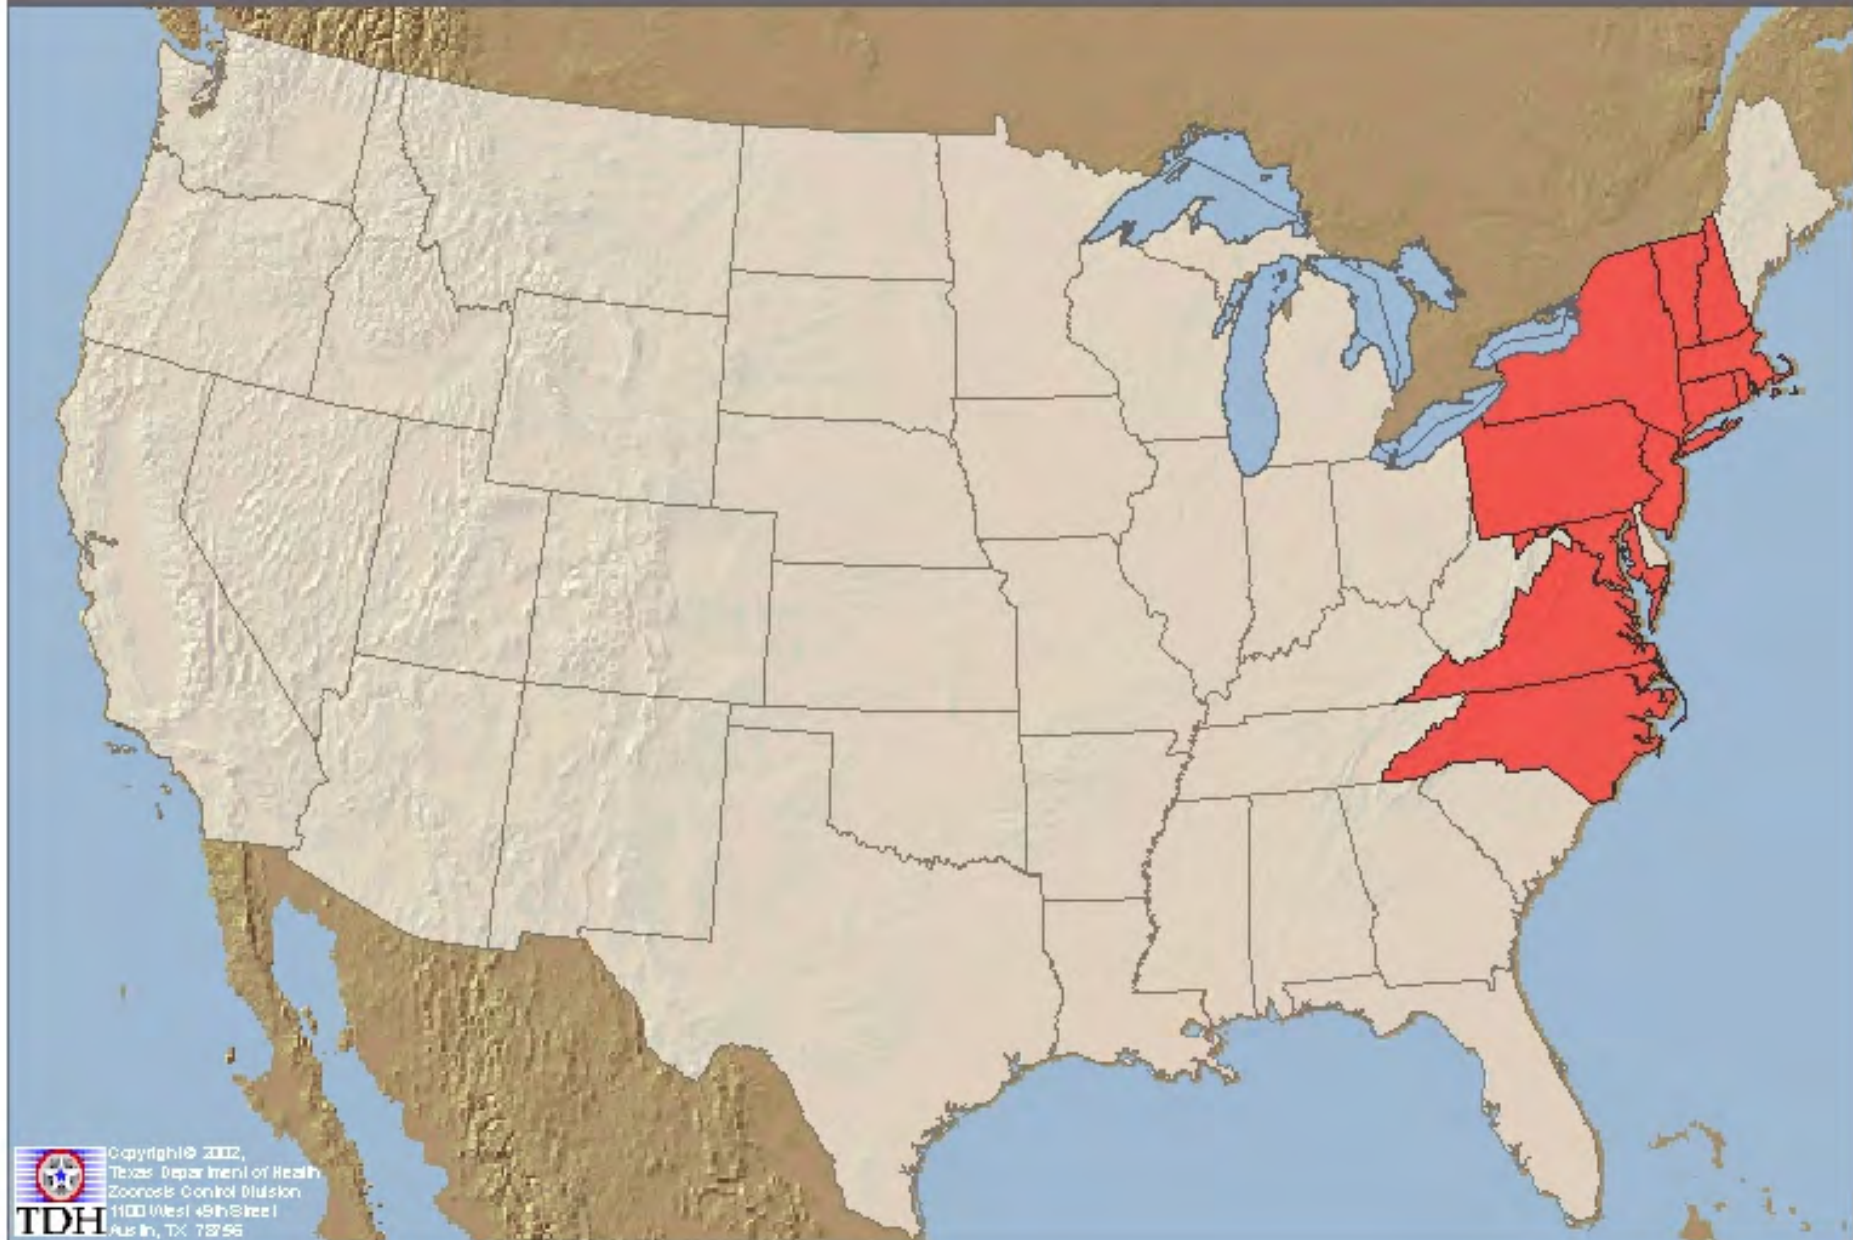 Copyright © 2002,
Texas Department of Health
Zoonosis Control Division
1100 West 49th Street
Austin, TX 78756
TDH